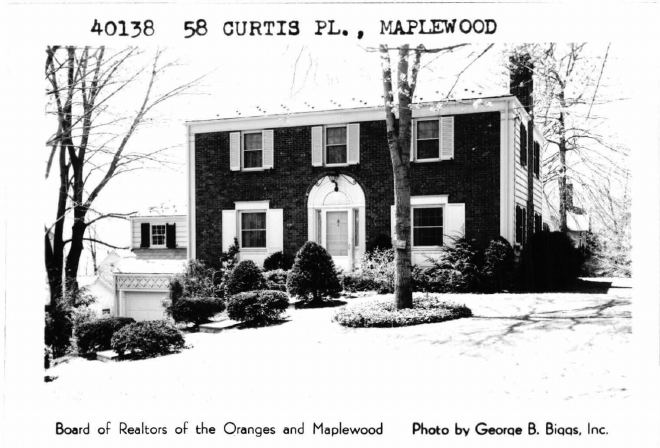 40138 58 CURTIS PL., MAPLEWOOD
Board of Realtors of the Oranges and Maplewood Photo by George B. Biggs, Inc.